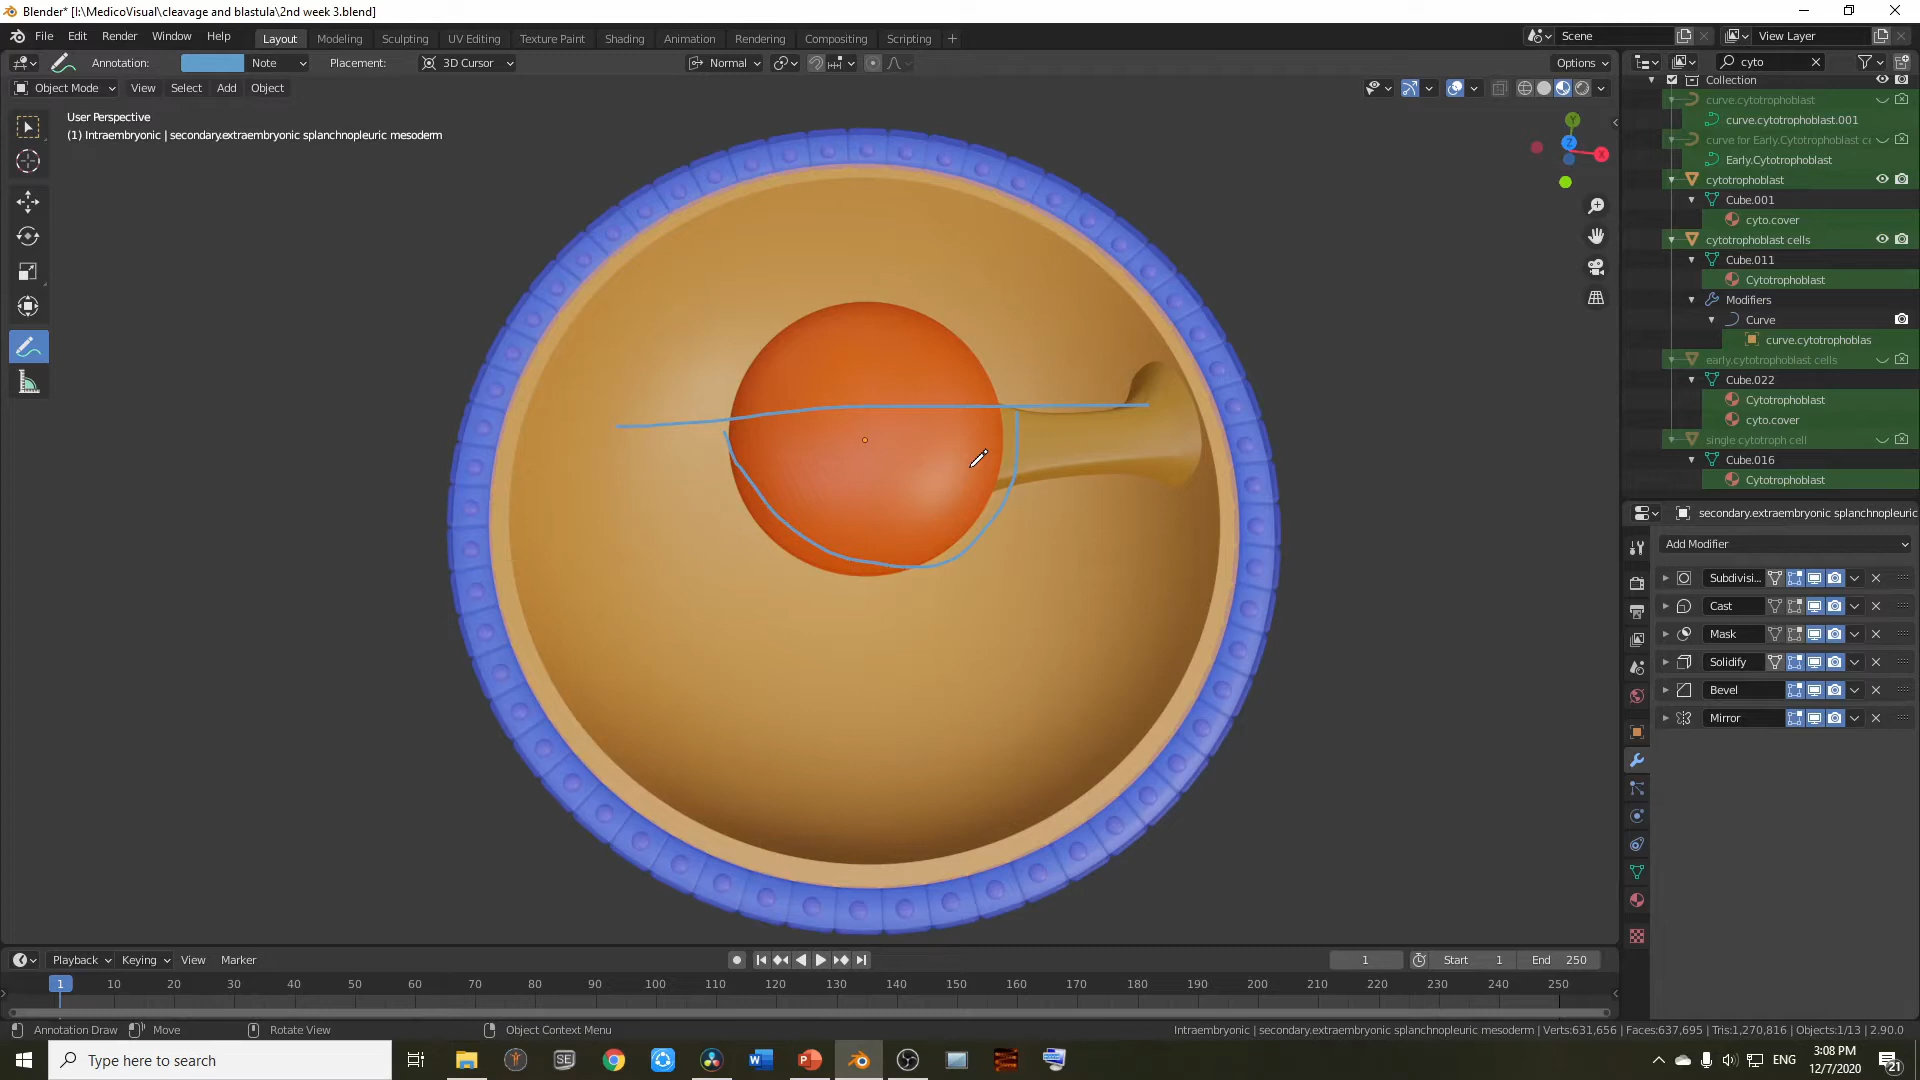 Blender* [I:\MedicoVisual\cleavage and blastula\2nd week 3.blend]
File Edit Render Window Help Layout Modeling Sculpting UV Editing Texture Paint Shading Animation Rendering Compositing Scripting + Scene View Layer
Annotation: Note Placement: 3D Cursor Normal Options cyto
Object Mode View Select Add Object
User Perspective
(1) Intraembryonic | secondary.extraembryonic splanchnopleuric mesoderm
Y
Z
X
Collection
curve.cytotrophoblast
curve.cytotrophoblast.001
curve for Early.Cytotrophoblast ce
Early.Cytotrophoblast
cytotrophoblast
Cube.001
cyto.cover
cytotrophoblast cells
Cube.011
Cytotrophoblast
Modifiers
Curve
curve.cytotrophoblas
early.cytotrophoblast cells
Cube.022
Cytotrophoblast
cyto.cover
single cytotroph cell
Cube.016
Cytotrophoblast
secondary.extraembryonic splanchnopleuric
Add Modifier
Subdivisi...
Cast
Mask
Solidify
Bevel
Mirror
Playback Keying View Marker 1 Start 1 End 250
1 10 20 30 40 50 60 70 80 90 100 110 120 130 140 150 160 170 180 190 200 210 220 230 240 250
Annotation Draw Move Rotate View Object Context Menu Intraembryonic | secondary.extraembryonic splanchnopleuric mesoderm | Verts:631,656 | Faces:637,695 | Tris:1,270,816 | Objects:1/13 | 2.90.0
Type here to search
ENG
3:08 PM
12/7/2020
21